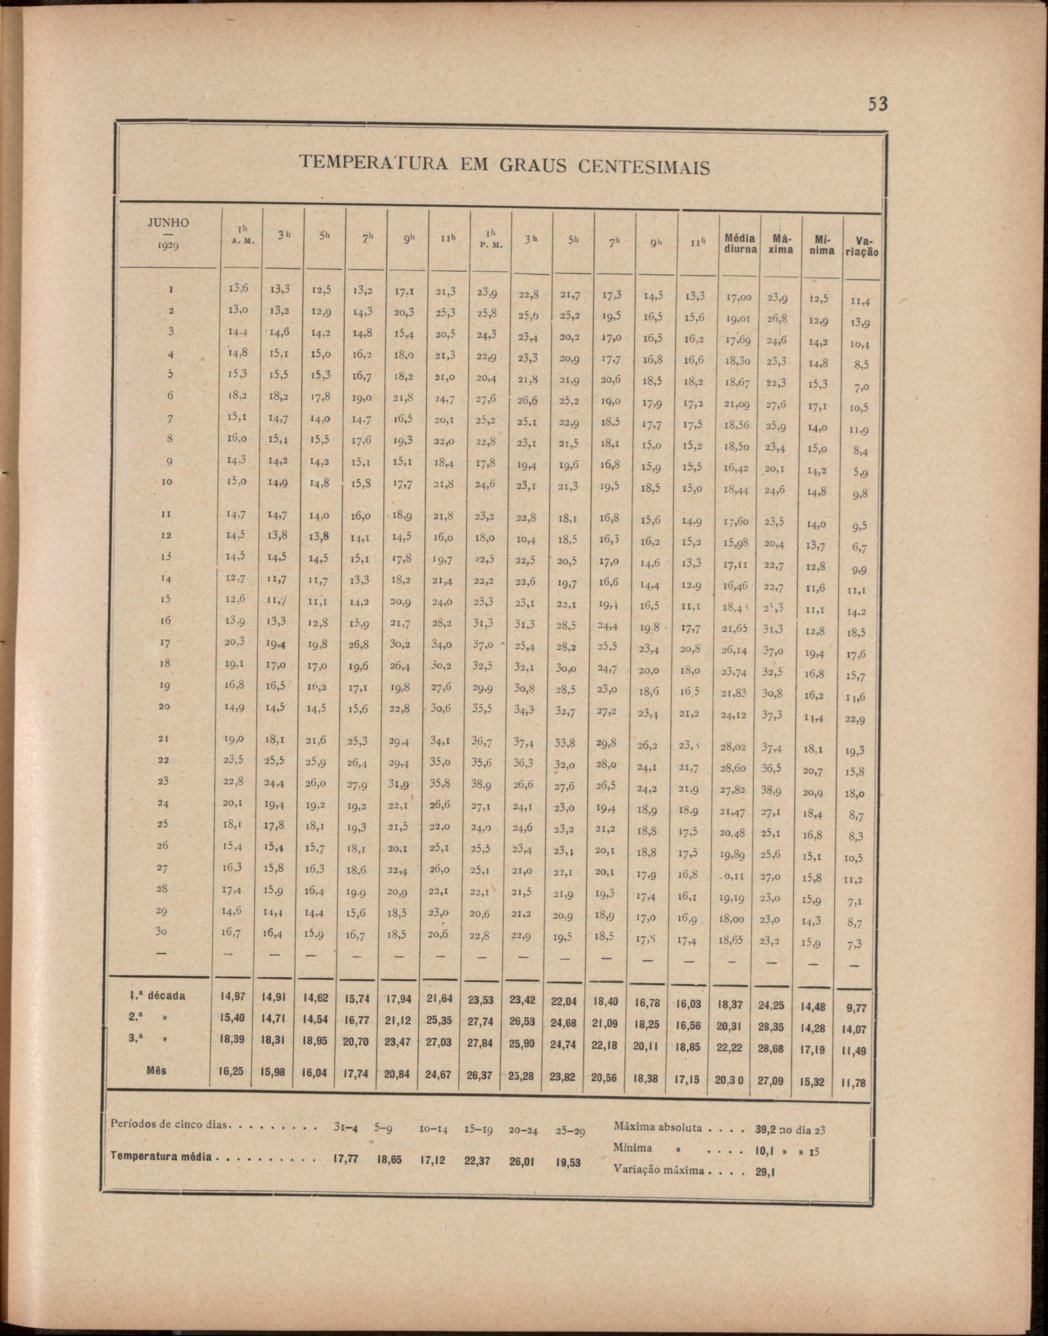 53
TEMPERATURA EM GRAUS CENTESIMAIS
JUNHO — 1929 1h A. M. 3h 5h 7h 9h 11h 1h P. M. 3h 5h 7h 9h 11h Média diurna Má-xima Mí-nima Va-riação
1 13,6 13,3 12,5 13,2 17,1 21,3 23,9 22,8 21,7 17,3 14,5 13,3 17,00 23,9 12,5 11,4
2 13,0 13,2 12,9 14,3 20,3 25,3 25,8 25,6 25,2 19,5 16,5 15,6 19,01 26,8 12,9 13,9
3 14,4 14,6 14,2 14,8 15,4 20,5 24,3 23,4 20,2 17,0 16,5 16,2 17,69 24,6 14,2 10,4
4 14,8 15,1 15,0 16,2 18,0 21,3 22,9 23,3 20,9 17,7 16,8 16,6 18,30 23,3 14,8 8,5
5 15,3 15,5 15,3 16,7 18,2 21,0 20,4 21,8 21,9 20,6 18,5 18,2 18,67 22,3 15,3 7,0
6 18,2 18,2 17,8 19,0 21,8 24,7 27,6 26,6 25,2 19,0 17,9 17,2 21,09 27,6 17,1 10,5
7 15,1 14,7 14,0 14,7 16,5 20,1 25,2 25,1 22,9 18,5 17,7 17,5 18,56 25,9 14,0 11,9
8 16,0 15,4 15,5 17,6 19,3 22,0 22,8 23,1 21,5 18,1 15,0 15,2 18,50 23,4 15,0 8,4
9 14,3 14,2 14,2 15,1 15,1 18,4 17,8 19,4 19,6 16,8 15,9 15,5 16,42 20,1 14,2 5,9
10 15,0 14,9 14,8 15,8 17,7 21,8 24,6 23,1 21,3 19,5 18,5 15,0 18,44 24,6 14,8 9,8
11 14,7 14,7 14,0 16,0 18,9 21,8 23,2 22,8 18,1 16,8 15,6 14,9 17,60 23,5 14,0 9,5
12 14,5 13,8 13,8 14,1 14,5 16,0 18,0 10,4 18,5 16,3 16,2 15,2 15,98 20,4 13,7 6,7
13 14,5 14,5 14,5 15,1 17,8 19,7 22,5 22,5 20,5 17,0 14,6 13,3 17,11 22,7 12,8 9,9
14 12,7 11,7 11,7 13,3 18,2 21,4 22,2 22,6 19,7 16,6 14,4 12,9 16,46 22,7 11,6 11,1
15 12,6 11,7 11,1 14,2 20,9 24,0 25,3 23,1 22,1 19,4 16,5 11,1 11,1 14,2
16 13,9 13,3 12,8 15,9 21,7 28,2 31,3 31,3 28,5 24,4 19,8 17,7 21,65 31,3 12,8 18,5
17 20,3 19,4 19,8 26,8 30,2 34,0 37,0 25,4 28,2 25,5 23,4 20,8 26,14 37,0 19,4 17,6
18 19,1 17,0 17,0 19,6 26,4 30,2 32,5 32,1 30,0 24,7 20,0 18,0 23,74 32,5 16,8 15,7
19 16,8 16,5 16,2 17,1 19,8 27,6 29,9 30,8 28,5 23,0 18,6 16,5 21,83 30,8 16,2 14,6
20 14,9 14,5 14,5 15,6 22,8 30,6 35,5 34,3 32,7 27,2 23,4 21,2 24,12 37,3 14,4 22,9
21 19,0 18,1 21,6 25,3 29,4 34,1 36,7 37,4 33,8 29,8 26,2 28,02 37,4 18,1 19,3
22 23,5 25,5 25,9 26,4 29,4 35,0 35,6 36,3 32,0 28,0 24,1 21,7 28,60 36,5 20,7 15,8
23 22,8 24,4 26,0 27,9 31,9 35,8 38,9 26,6 27,6 26,5 24,2 21,9 27,82 38,9 20,9 18,0
24 20,1 19,4 19,2 19,2 22,1 26,6 27,1 24,1 23,0 19,4 18,9 18,9 21,47 27,1 18,4 8,7
25 18,1 17,8 18,1 19,3 21,5 22,0 24,0 24,6 23,2 21,2 18,8 17,5 20,48 25,1 16,8 8,3
26 15,4 15,4 15,7 18,1 20,1 25,1 25,5 23,4 23,4 20,1 18,8 17,5 19,89 25,6 15,1 10,5
27 16,3 15,8 16,3 18,6 22,4 26,0 25,1 21,0 22,1 20,1 17,9 16,8 0,11 27,0 15,8 11,2
28 17,4 15,9 16,4 19,9 20,9 22,1 22,1 21,5 21,9 19,3 17,4 16,1 19,19 23,0 15,9 7,1
29 14,6 14,4 14,4 15,6 18,5 23,0 20,6 21,2 20,9 18,9 17,0 16,9 18,00 23,0 14,3 8,7
30 16,7 16,4 15,9 16,7 18,5 20,6 22,8 22,9 19,5 18,5 17,8 17,4 18,65 23,2 15,9 7,3
— — — — — — — — — — — — — — — — —
1.ª década 14,97 14,91 14,62 15,74 17,94 21,64 23,53 23,42 22,04 18,40 16,78 16,03 18,37 24,25 14,48 9,77
2.ª » 15,40 14,71 14,54 16,77 21,12 25,35 27,74 26,53 24,68 21,09 18,25 16,56 20,31 28,35 14,28 14,07
3.ª » 18,39 18,31 18,95 20,70 23,47 27,03 27,84 25,90 24,74 22,18 20,11 18,85 22,22 28,68 17,19 11,49
Mês 16,25 15,98 16,04 17,74 20,84 24,67 26,37 25,28 23,82 20,56 18,38 17,15 20,30 27,09 15,32 11,78
Períodos de cinco dias. . . . . . . . . 31–4 5–9 10–14 15–19 20–24 25–29
Temperatura média . . . . . . . . . . 17,77 18,65 17,12 22,37 26,01 19,53
Máxima absoluta . . . . 39,2 no dia 23
Mínima » . . . . 10,1 » » 15
Variação máxima . . . . 29,1